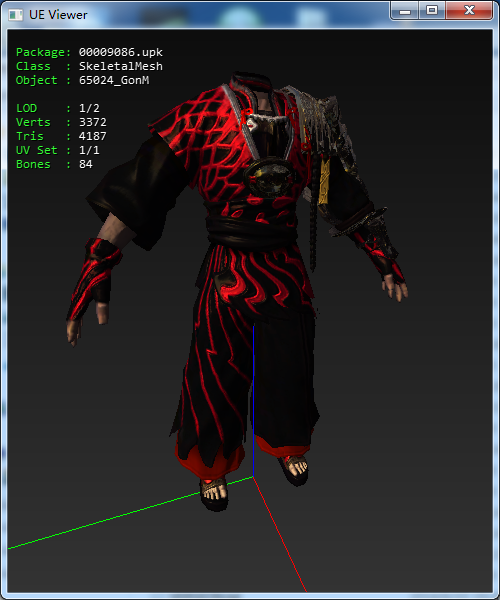 UE Viewer
Package: 00009086.upk
Class : SkeletalMesh
Object : 65024_GonM
LOD : 1/2
Verts : 3372
Tris : 4187
UV Set : 1/1
Bones : 84